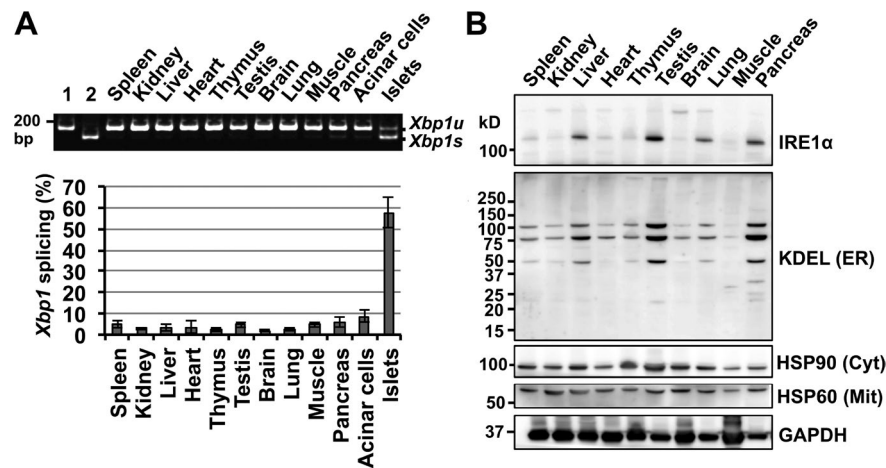 A
1 2 Spleen Kidney Liver Heart Thymus Testis Brain Lung Muscle Pancreas Acinar cells Islets
200
bp
Xbp1u
Xbp1s
Xbp1 splicing (%)
70
60
50
40
30
20
10
0
Spleen Kidney Liver Heart Thymus Testis Brain Lung Muscle Pancreas Acinar cells Islets
B
Spleen Kidney Liver Heart Thymus Testis Brain Lung Muscle Pancreas
kD
100
IRE1α
250
150
100
75
50
37
25
20
15
KDEL (ER)
100
HSP90 (Cyt)
50
HSP60 (Mit)
37
GAPDH